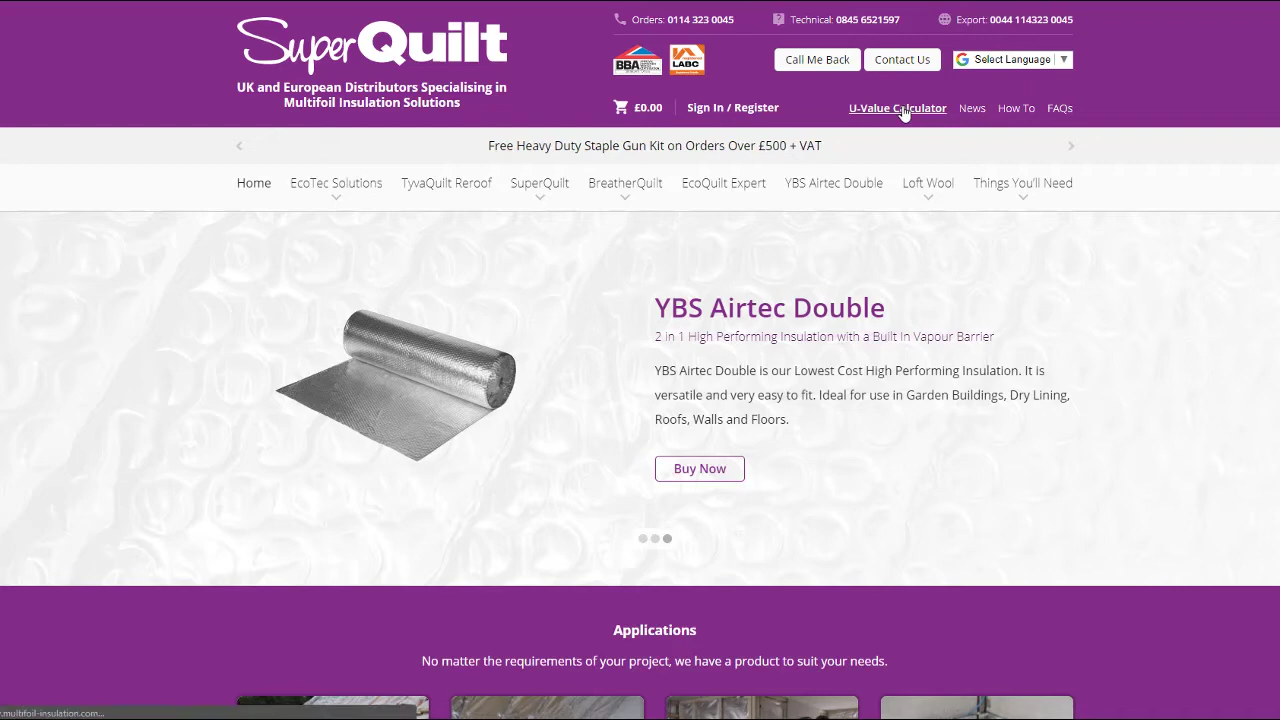 SuperQuilt
UK and European Distributors Specialising in
Multifoil Insulation Solutions
Orders: 0114 323 0045
Technical: 0845 6521597
Export: 0044 114323 0045
BBA
LABC
Call Me Back
Contact Us
Select Language
£0.00
Sign In / Register
U-Value Calculator
News
How To
FAQs
Free Heavy Duty Staple Gun Kit on Orders Over £500 + VAT
Home
EcoTec Solutions
TyvaQuilt Reroof
SuperQuilt
BreatherQuilt
EcoQuilt Expert
YBS Airtec Double
Loft Wool
Things You'll Need
YBS Airtec Double
2 in 1 High Performing Insulation with a Built In Vapour Barrier
YBS Airtec Double is our Lowest Cost High Performing Insulation. It is
versatile and very easy to fit. Ideal for use in Garden Buildings, Dry Lining,
Roofs, Walls and Floors.
Buy Now
Applications
No matter the requirements of your project, we have a product to suit your needs.
.multifoil-insulation.com...